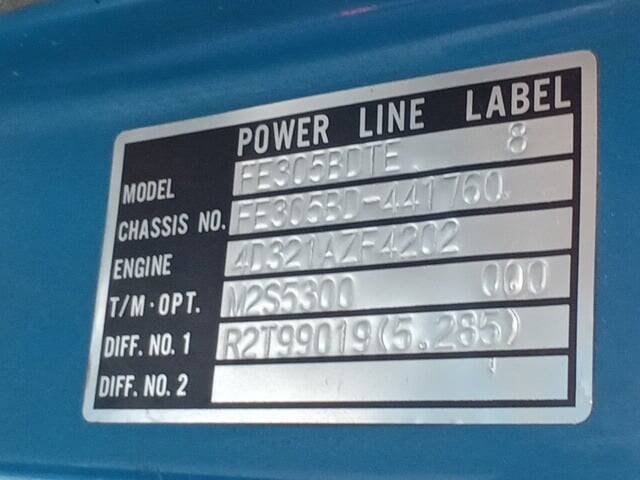 POWER LINE LABEL
MODEL FE305BDTE 8
CHASSIS NO. FE305BD-441760
ENGINE 4D321AZF4202
T/M·OPT. M2S5300 000
DIFF. NO. 1 R2T99019(5.285)
DIFF. NO. 2